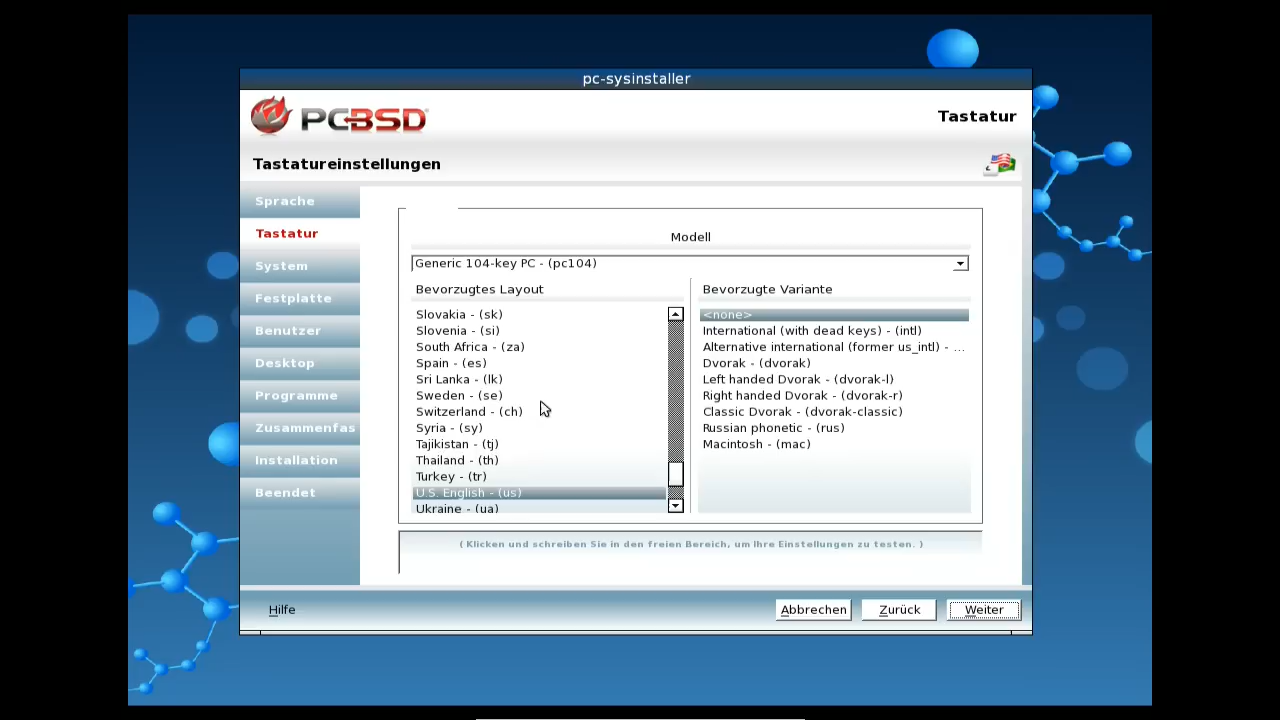 pc-sysinstaller
PCBSD
Tastatur
Tastatureinstellungen
Sprache
Tastatur
System
Festplatte
Benutzer
Desktop
Programme
Zusammenfas
Installation
Beendet
Modell
Generic 104-key PC - (pc104)
Bevorzugtes Layout
Slovakia - (sk)
Slovenia - (si)
South Africa - (za)
Spain - (es)
Sri Lanka - (lk)
Sweden - (se)
Switzerland - (ch)
Syria - (sy)
Tajikistan - (tj)
Thailand - (th)
Turkey - (tr)
U.S. English - (us)
Ukraine - (ua)
Bevorzugte Variante
<none>
International (with dead keys) - (intl)
Alternative international (former us_intl) - ...
Dvorak - (dvorak)
Left handed Dvorak - (dvorak-l)
Right handed Dvorak - (dvorak-r)
Classic Dvorak - (dvorak-classic)
Russian phonetic - (rus)
Macintosh - (mac)
( Klicken und schreiben Sie in den freien Bereich, um Ihre Einstellungen zu testen. )
Hilfe
Abbrechen
Zurück
Weiter